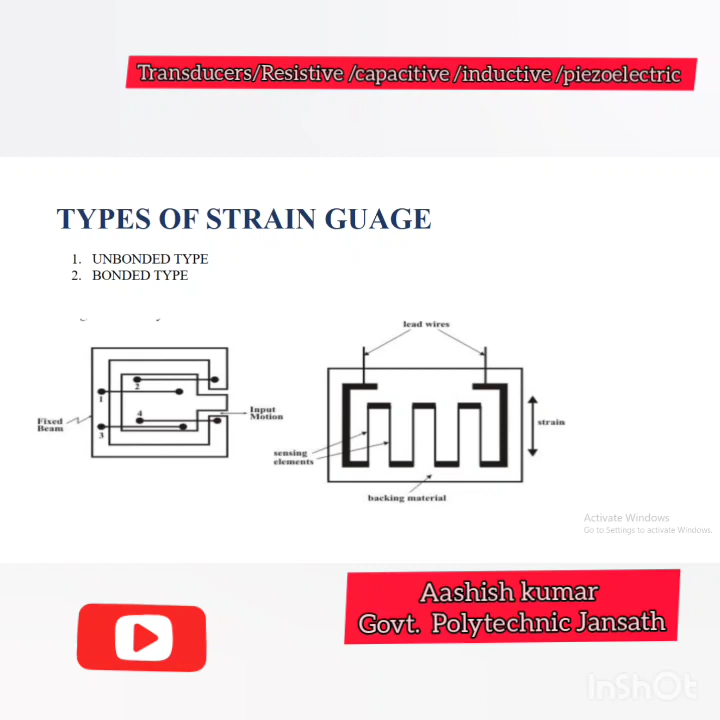 Transducers/Resistive /capacitive /inductive /piezoelectric
TYPES OF STRAIN GUAGE
1. UNBONDED TYPE
2. BONDED TYPE
lead wires
2
1
Input
Motion
4
Fixed
Beam
3
strain
sensing
elements
backing material
Activate Windows
Go to Settings to activate Windows.
Aashish kumar
Govt. Polytechnic Jansath
InShOt